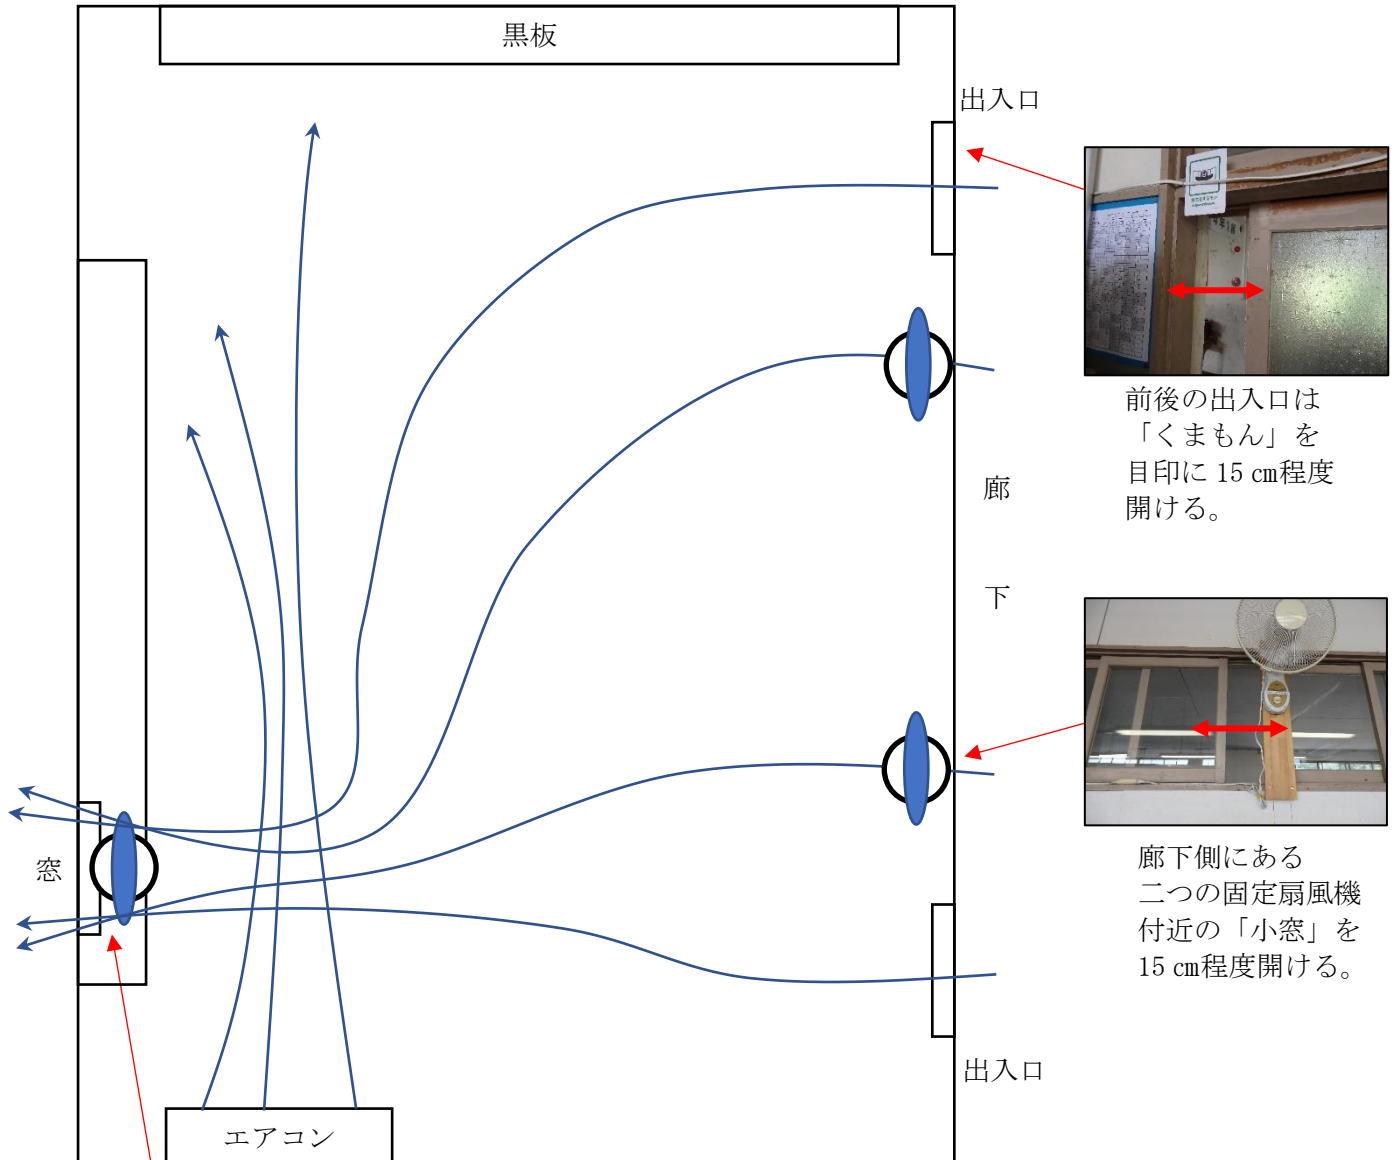 黒板
出入口
前後の出入口は
「くまもん」を
目印に 15 ㎝程度
開ける。
廊
下
窓
廊下側にある
二つの固定扇風機
付近の「小窓」を
15 ㎝程度開ける。
出入口
エアコン